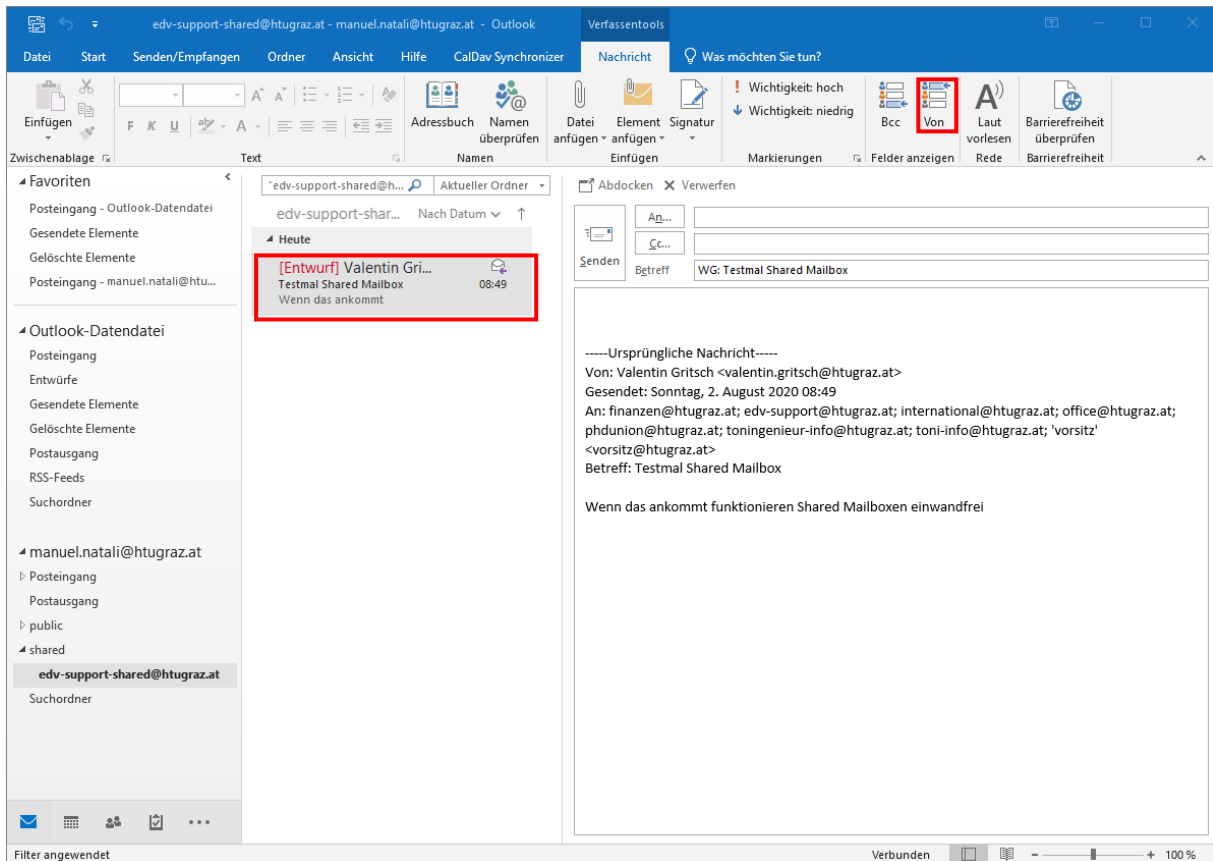 edv-support-shared@htugraz.at - manuel.natali@htugraz.at - Outlook
Verfassentools
Datei Start Senden/Empfangen Ordner Ansicht Hilfe CalDav Synchronizer Nachricht Was möchten Sie tun?
Einfügen
F K U
Adressbuch
Namen
überprüfen
Datei
anfügen
Element
anfügen
Signatur
Wichtigkeit: hoch
Wichtigkeit: niedrig
Bcc
Von
Laut
vorlesen
Barrierefreiheit
überprüfen
Zwischenablage Text Namen Einfügen Markierungen Felder anzeigen Rede Barrierefreiheit
Favoriten
Posteingang - Outlook-Datendatei
Gesendete Elemente
Gelöschte Elemente
Posteingang - manuel.natali@htu...
Outlook-Datendatei
Posteingang
Entwürfe
Gesendete Elemente
Gelöschte Elemente
Postausgang
RSS-Feeds
Suchordner
manuel.natali@htugraz.at
Posteingang
Postausgang
public
shared
edv-support-shared@htugraz.at
Suchordner
"edv-support-shared@h... Aktueller Ordner
edv-support-shar... Nach Datum
Heute
[Entwurf] Valentin Gri...
Testmal Shared Mailbox 08:49
Wenn das ankommt
Abdocken Verwerfen
Senden
An...
Cc...
Betreff WG: Testmal Shared Mailbox
-----Ursprüngliche Nachricht-----
Von: Valentin Gritsch <valentin.gritsch@htugraz.at>
Gesendet: Sonntag, 2. August 2020 08:49
An: finanzen@htugraz.at; edv-support@htugraz.at; international@htugraz.at; office@htugraz.at;
phdunion@htugraz.at; toningenieur-info@htugraz.at; toni-info@htugraz.at; 'vorsitz'
<vorsitz@htugraz.at>
Betreff: Testmal Shared Mailbox
Wenn das ankommt funktionieren Shared Mailboxen einwandfrei
Filter angewendet Verbunden 100 %